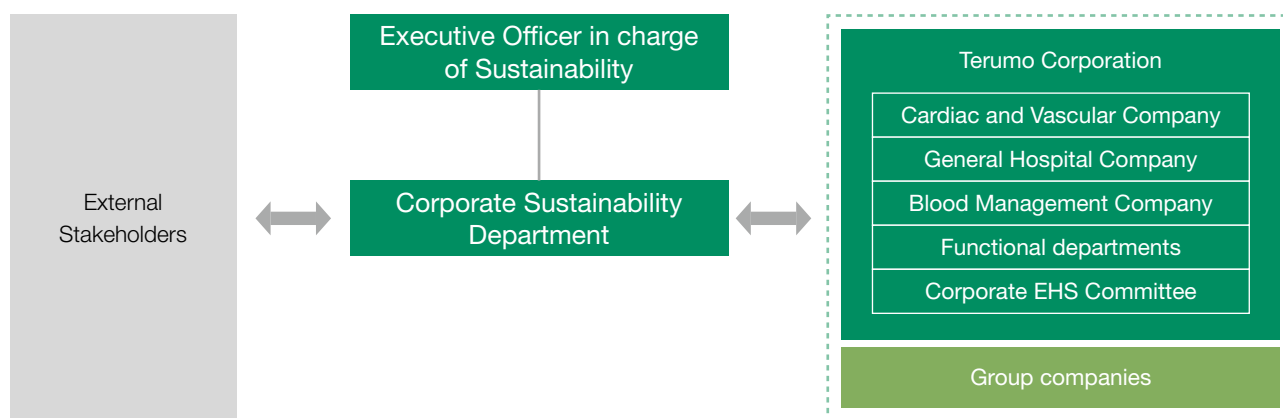 External
Stakeholders
Executive Officer in charge
of Sustainability
Corporate Sustainability
Department
Terumo Corporation
Cardiac and Vascular Company
General Hospital Company
Blood Management Company
Functional departments
Corporate EHS Committee
Group companies